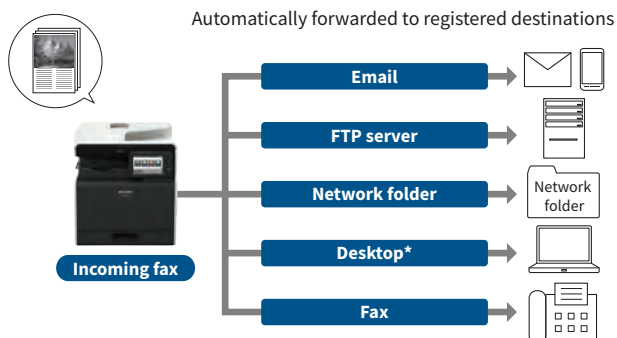 Automatically forwarded to registered destinations
Email
FTP server
Network folder
Network
folder
Desktop*
Incoming fax
Fax